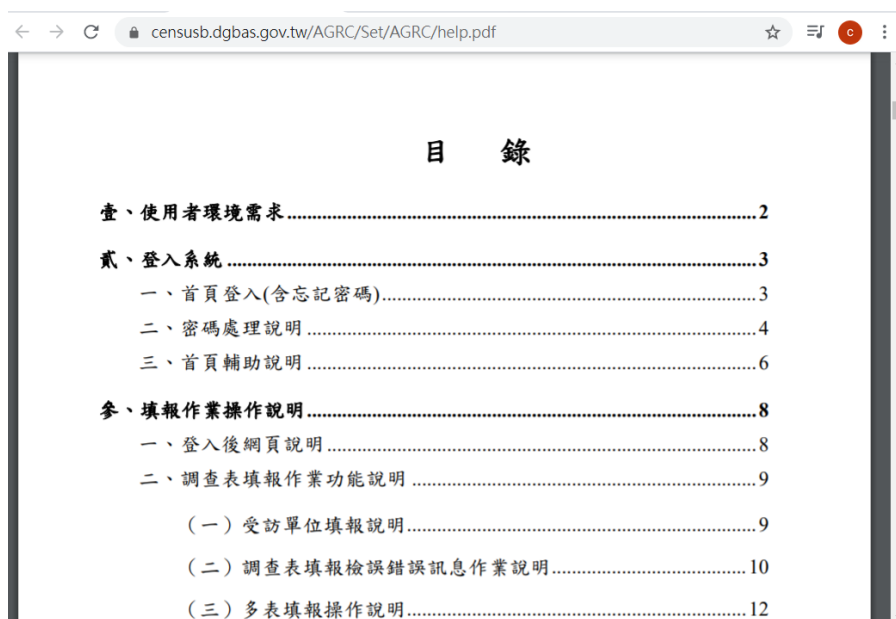 censusb.dgbas.gov.tw/AGRC/Set/AGRC/help.pdf
c
目 錄
壹、使用者環境需求....................2
貳、登入系統....................3
一、首頁登入(含忘記密碼)....................3
二、密碼處理說明....................4
三、首頁輔助說明....................6
參、填報作業操作說明....................8
一、登入後網頁說明....................8
二、調查表填報作業功能說明....................9
（一）受訪單位填報說明....................9
（二）調查表填報檢誤錯誤訊息作業說明....................10
（三）多表填報操作說明....................12